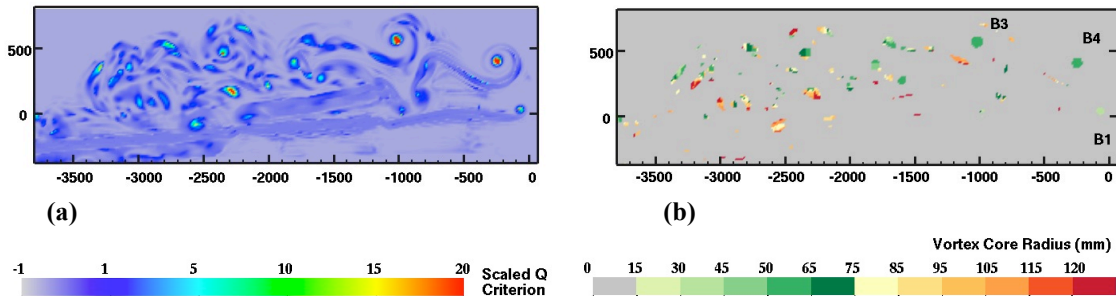 500
0
-3500 -3000 -2500 -2000 -1500 -1000 -500 0
(a)
-1 1 5 10 15 20
Scaled Q
Criterion
B3
B4
500
0
B1
-3500 -3000 -2500 -2000 -1500 -1000 -500 0
(b)
Vortex Core Radius (mm)
0 15 30 45 50 65 75 85 95 105 115 120